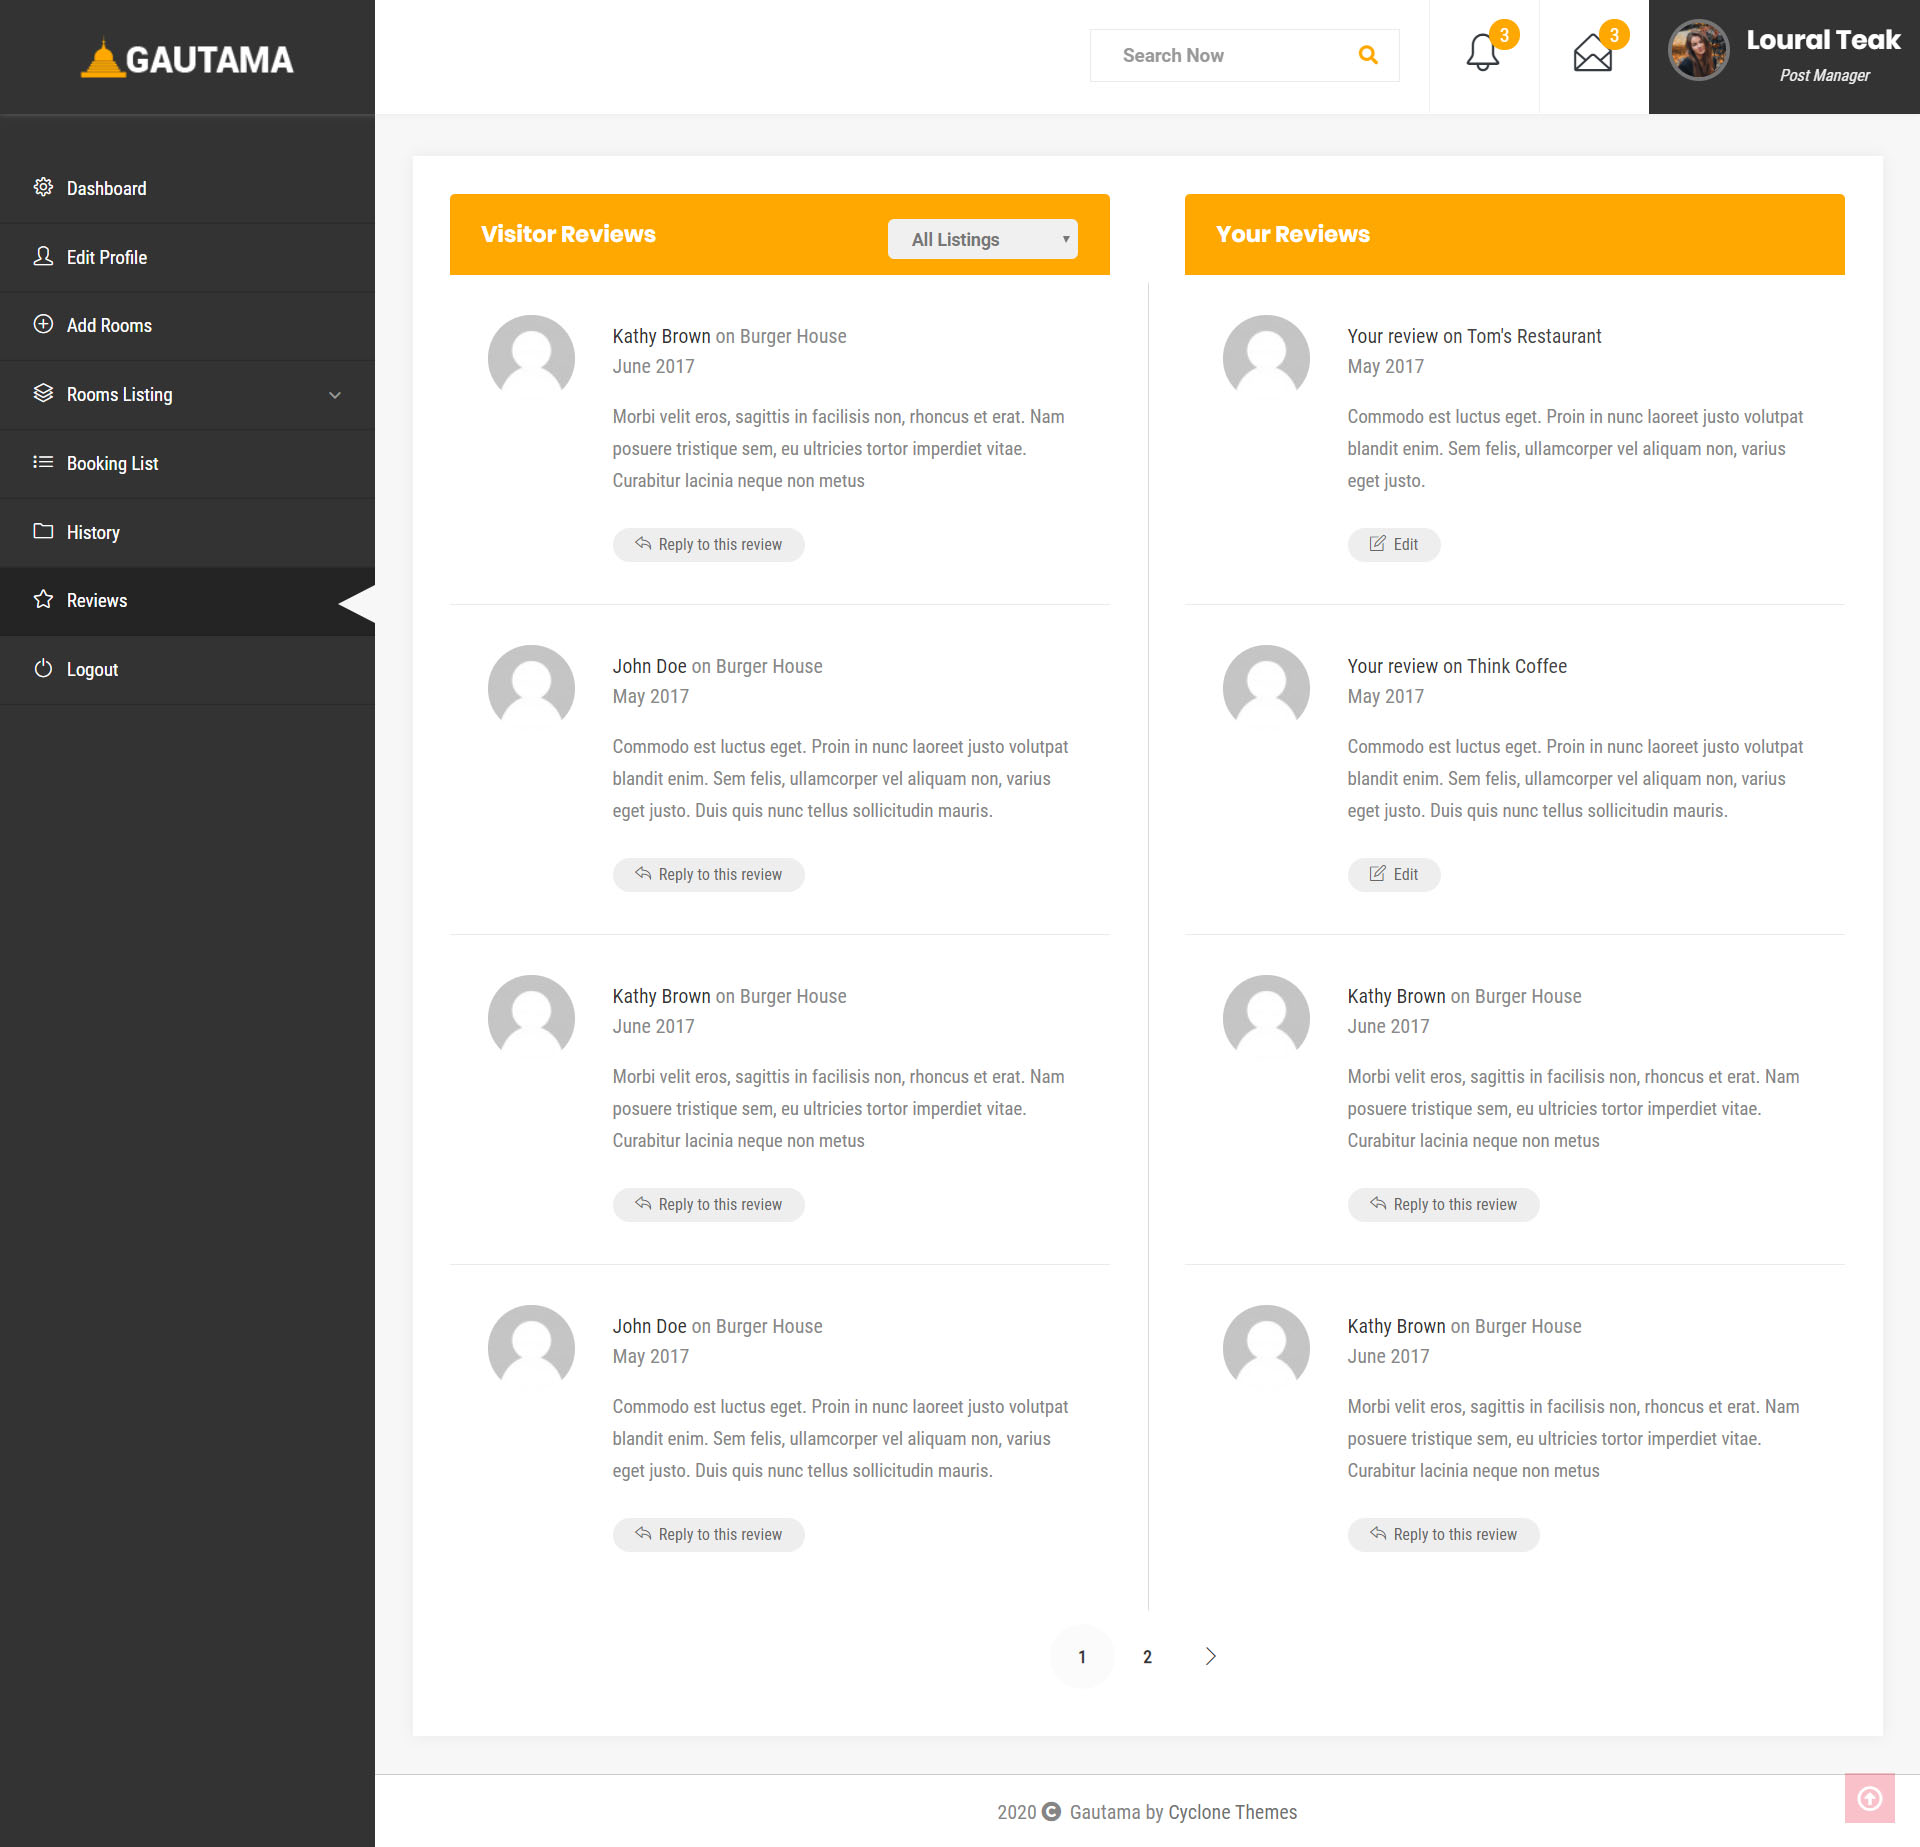 GAUTAMA
Search Now
3
3
Loural Teak
Post Manager
Dashboard
Edit Profile
Add Rooms
Rooms Listing
Booking List
History
Reviews
Logout
Visitor Reviews
All Listings
Kathy Brown on Burger House
June 2017
Morbi velit eros, sagittis in facilisis non, rhoncus et erat. Nam
posuere tristique sem, eu ultricies tortor imperdiet vitae.
Curabitur lacinia neque non metus
Reply to this review
John Doe on Burger House
May 2017
Commodo est luctus eget. Proin in nunc laoreet justo volutpat
blandit enim. Sem felis, ullamcorper vel aliquam non, varius
eget justo. Duis quis nunc tellus sollicitudin mauris.
Reply to this review
Kathy Brown on Burger House
June 2017
Morbi velit eros, sagittis in facilisis non, rhoncus et erat. Nam
posuere tristique sem, eu ultricies tortor imperdiet vitae.
Curabitur lacinia neque non metus
Reply to this review
John Doe on Burger House
May 2017
Commodo est luctus eget. Proin in nunc laoreet justo volutpat
blandit enim. Sem felis, ullamcorper vel aliquam non, varius
eget justo. Duis quis nunc tellus sollicitudin mauris.
Reply to this review
Your Reviews
Your review on Tom's Restaurant
May 2017
Commodo est luctus eget. Proin in nunc laoreet justo volutpat
blandit enim. Sem felis, ullamcorper vel aliquam non, varius
eget justo.
Edit
Your review on Think Coffee
May 2017
Commodo est luctus eget. Proin in nunc laoreet justo volutpat
blandit enim. Sem felis, ullamcorper vel aliquam non, varius
eget justo. Duis quis nunc tellus sollicitudin mauris.
Edit
Kathy Brown on Burger House
June 2017
Morbi velit eros, sagittis in facilisis non, rhoncus et erat. Nam
posuere tristique sem, eu ultricies tortor imperdiet vitae.
Curabitur lacinia neque non metus
Reply to this review
Kathy Brown on Burger House
June 2017
Morbi velit eros, sagittis in facilisis non, rhoncus et erat. Nam
posuere tristique sem, eu ultricies tortor imperdiet vitae.
Curabitur lacinia neque non metus
Reply to this review
1 2
2020 © Gautama by Cyclone Themes